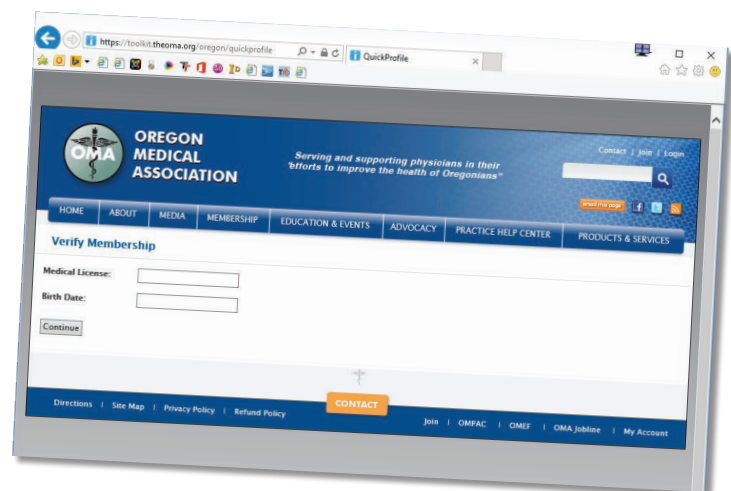 https://toolkit.theoma.org/oregon/quickprofile
QuickProfile
OMA
OREGON
MEDICAL
ASSOCIATION
Serving and supporting physicians in their
"efforts to improve the health of Oregonians"
Contact | Join | Login
email this page
HOME ABOUT MEDIA MEMBERSHIP EDUCATION & EVENTS ADVOCACY PRACTICE HELP CENTER PRODUCTS & SERVICES
Verify Membership
Medical License:
Birth Date:
Continue
CONTACT
Directions | Site Map | Privacy Policy | Refund Policy
Join | OMPAC | OMEF | OMA Jobline | My Account